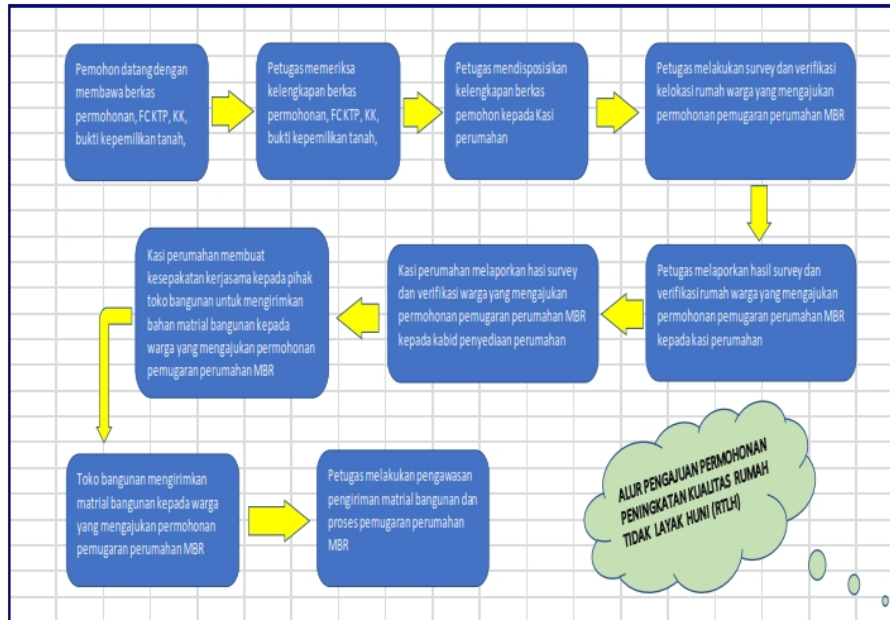 Pemohon datang dengan
membawa berkas
permohonan, FC KTP, KK,
bukti kepemilikan tanah,
Petugas memeriksa
kelengkapan berkas
permohonan, FC KTP, KK,
bukti kepemilikan tanah,
Petugas mendisposisikan
kelengkapan berkas
pemohon kepada Kasi
perumahan
Petugas melakukan survey dan verifikasi
kelokasi rumah warga yang mengajukan
permohonan pemugaran perumahan MBR
Petugas melaporkan hasil survey dan
verifikasi rumah warga yang mengajukan
permohonan pemugaran perumahan MBR
kepada kasi perumahan
Kasi perumahan melaporkan hasi survey
dan verifikasi warga yang mengajukan
permohonan pemugaran perumahan MBR
kepada kabid penyediaan perumahan
Kasi perumahan membuat
kesepakatan kerjasama kepada pihak
toko bangunan untuk mengirimkan
bahan matrial bangunan kepada
warga yang mengajukan permohonan
pemugaran perumahan MBR
Toko bangunan mengirimkan
matrial bangunan kepada warga
yang mengajukan permohonan
pemugaran perumahan MBR
Petugas melakukan pengawasan
pengiriman matrial bangunan dan
proses pemugaran perumahan
MBR
ALUR PENGAJUAN PERMOHONAN
PENINGKATAN KUALITAS RUMAH
TIDAK LAYAK HUNI (RTLH)